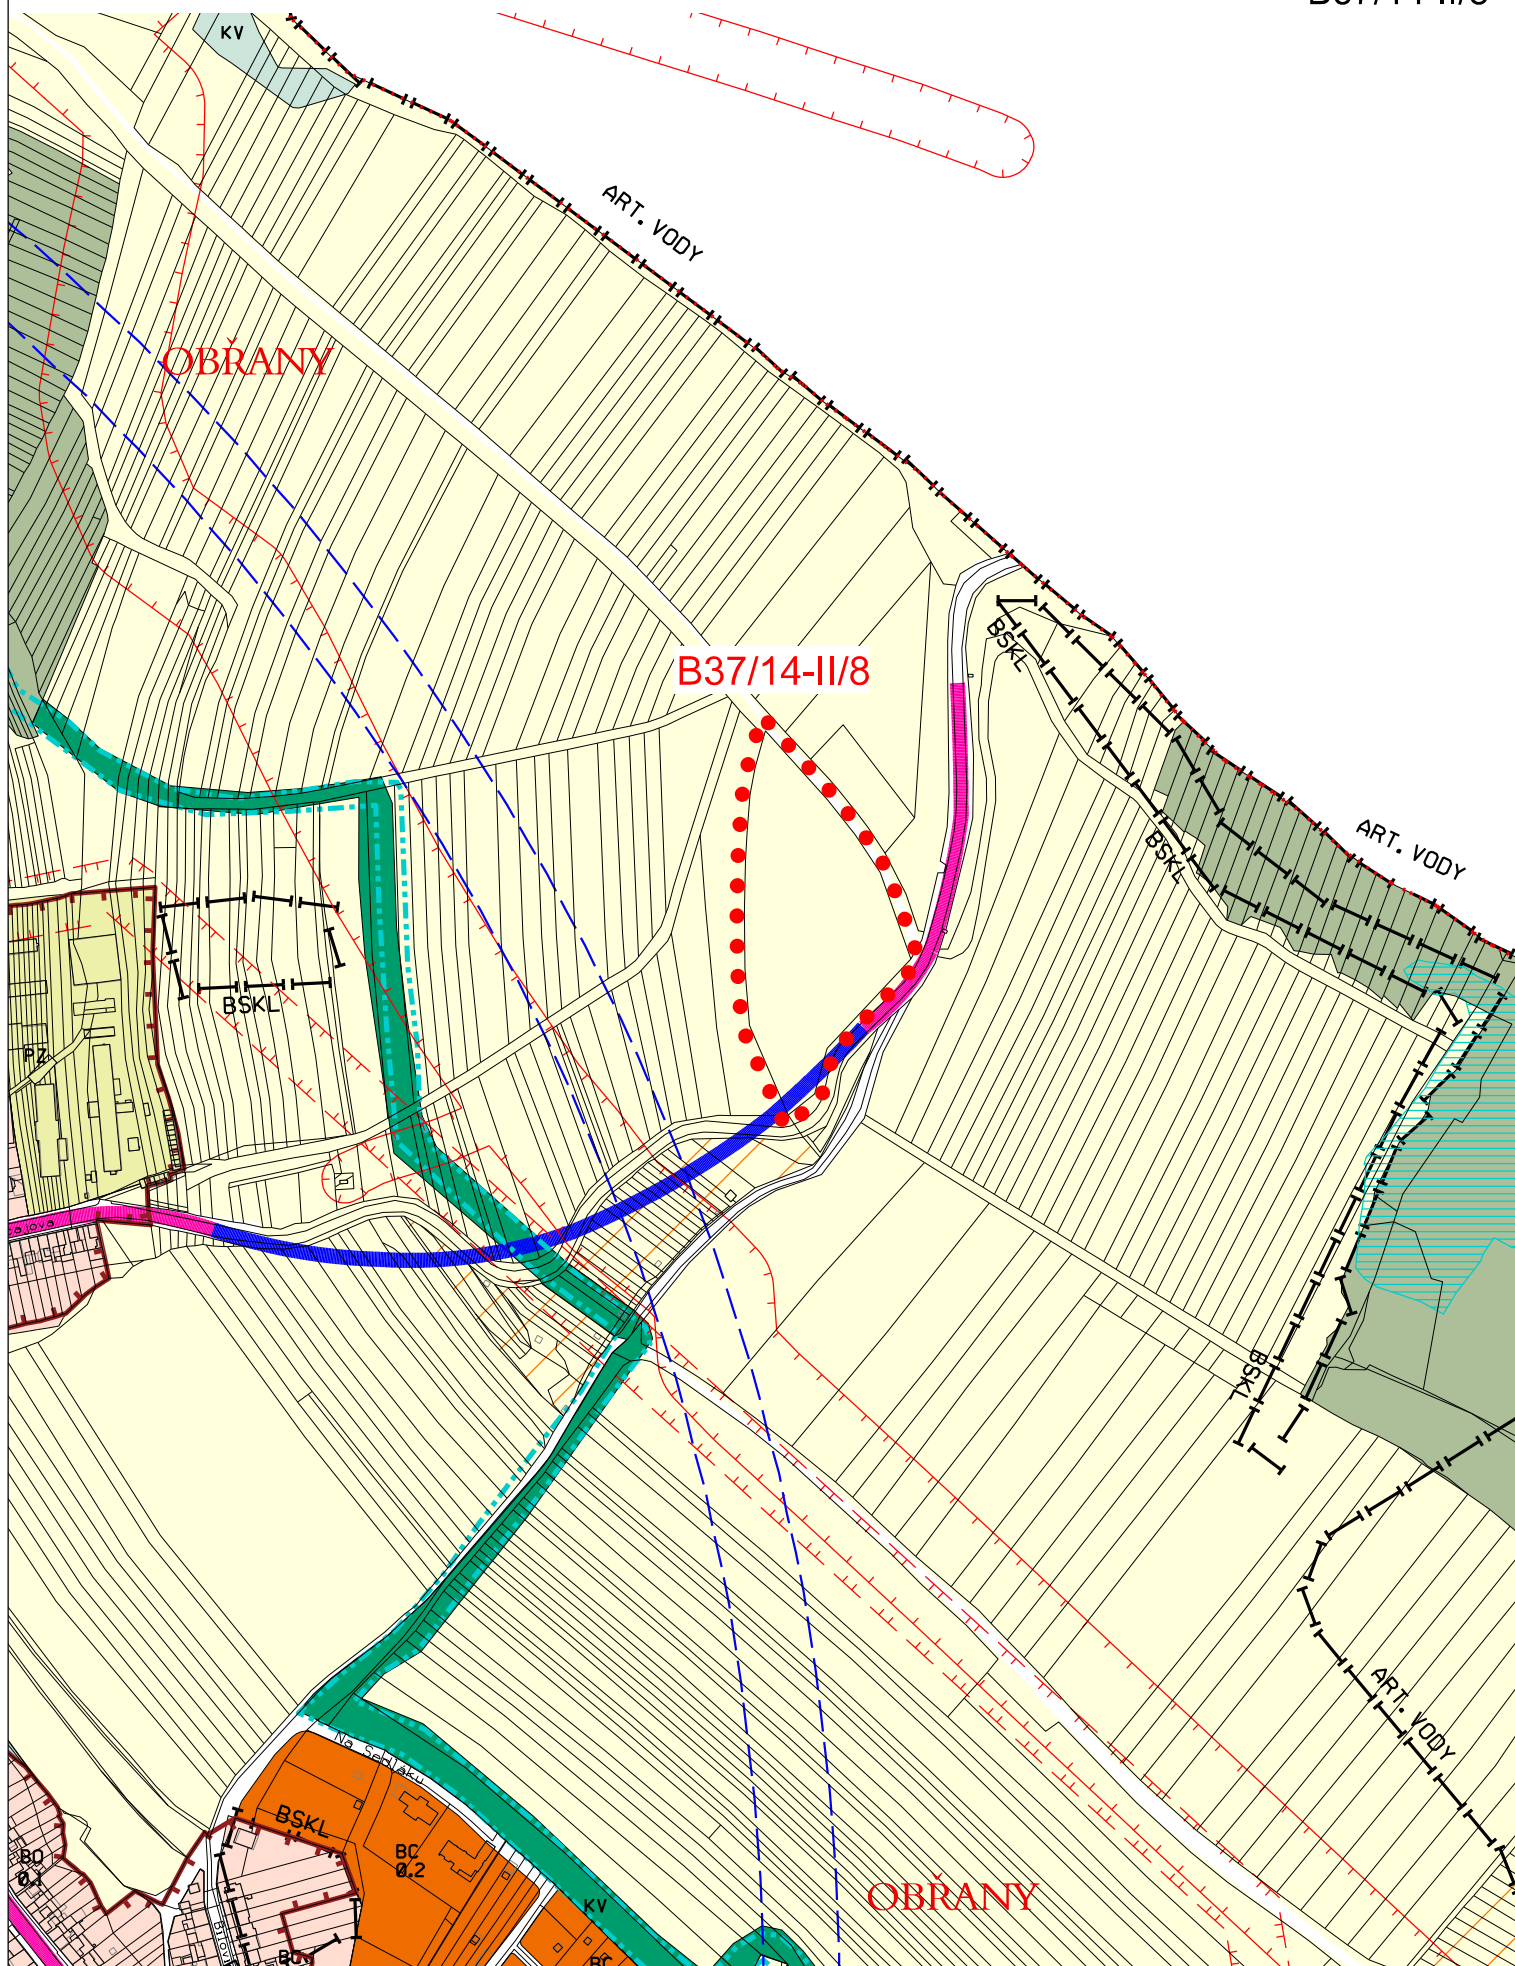 KV
ART. VODY
OBŘANY
B37/14-II/8
BSKL
BSKL
ART. VODY
BSKL
PZ
BSKL
ART. VODY
Na Sedláku
BSKL
BC
0.2
BO
0.1
OBŘANY
KV
BC